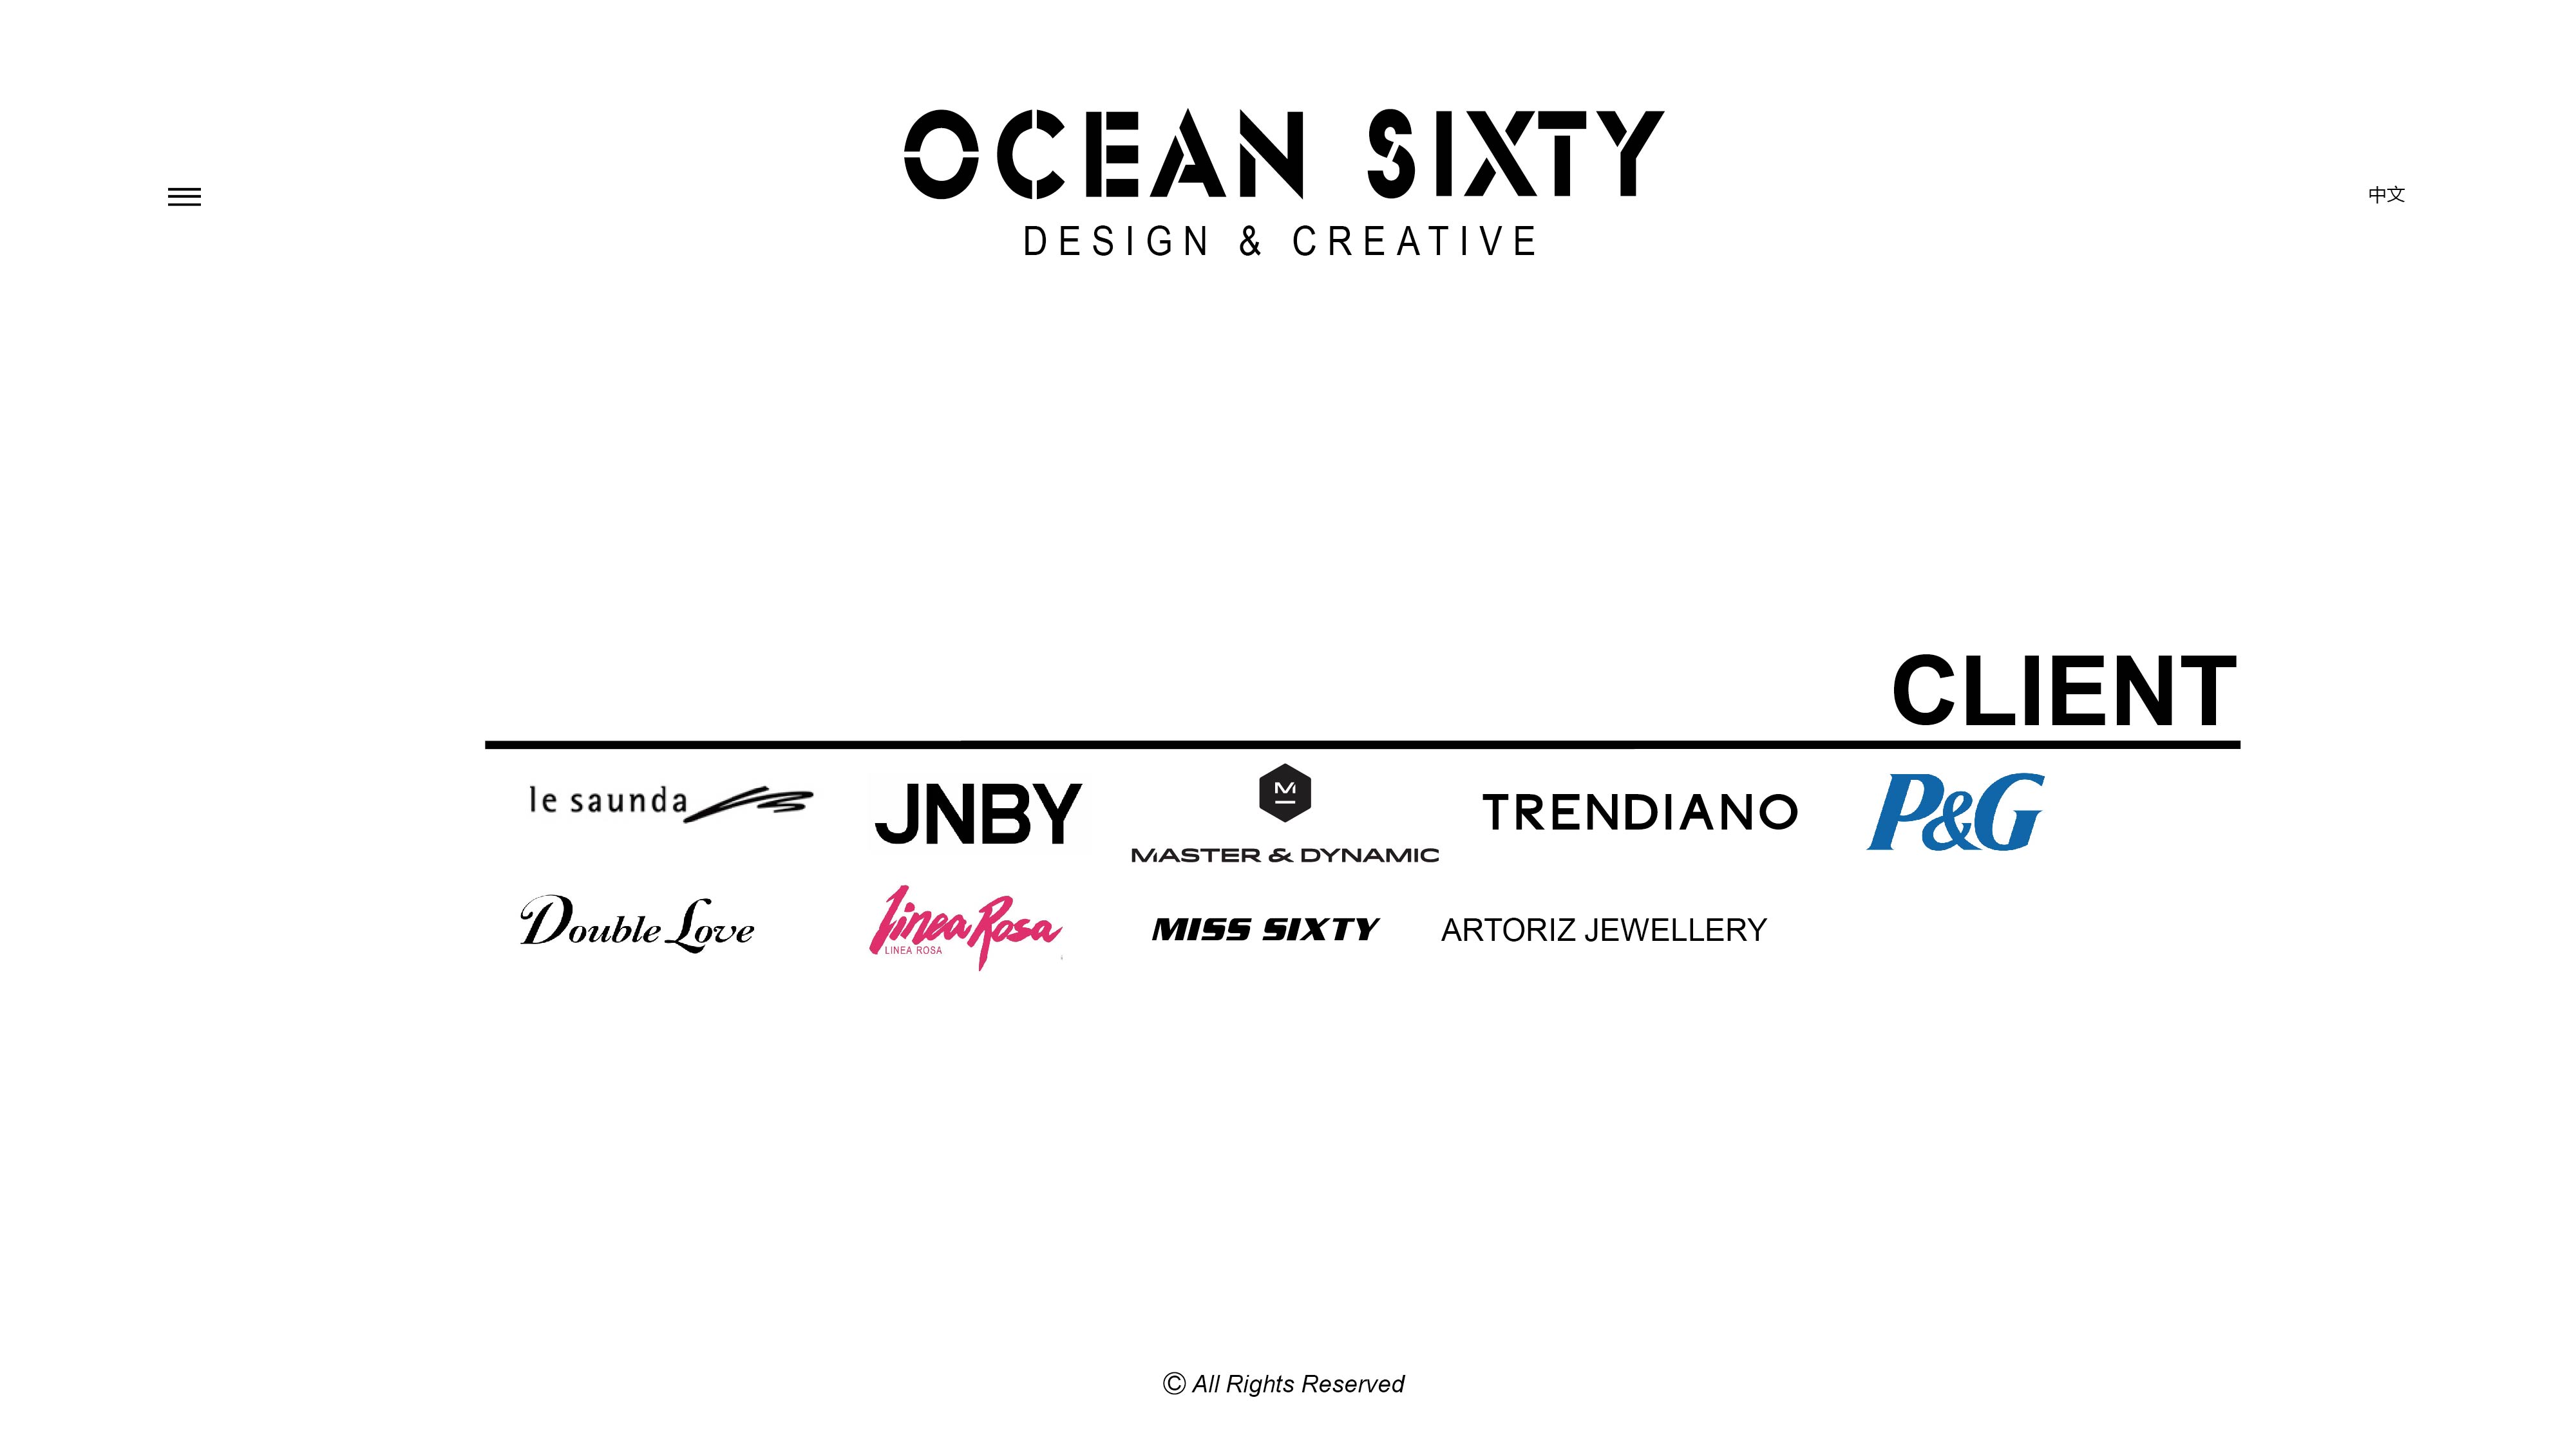 OCEAN SIXTY
中文
DESIGN & CREATIVE
CLIENT
le saunda
JNBY
M
MASTER & DYNAMIC
TRENDIANO
P&G
Double Love
Linea Rosa
LINEA ROSA
MISS SIXTY
ARTORIZ JEWELLERY
© All Rights Reserved